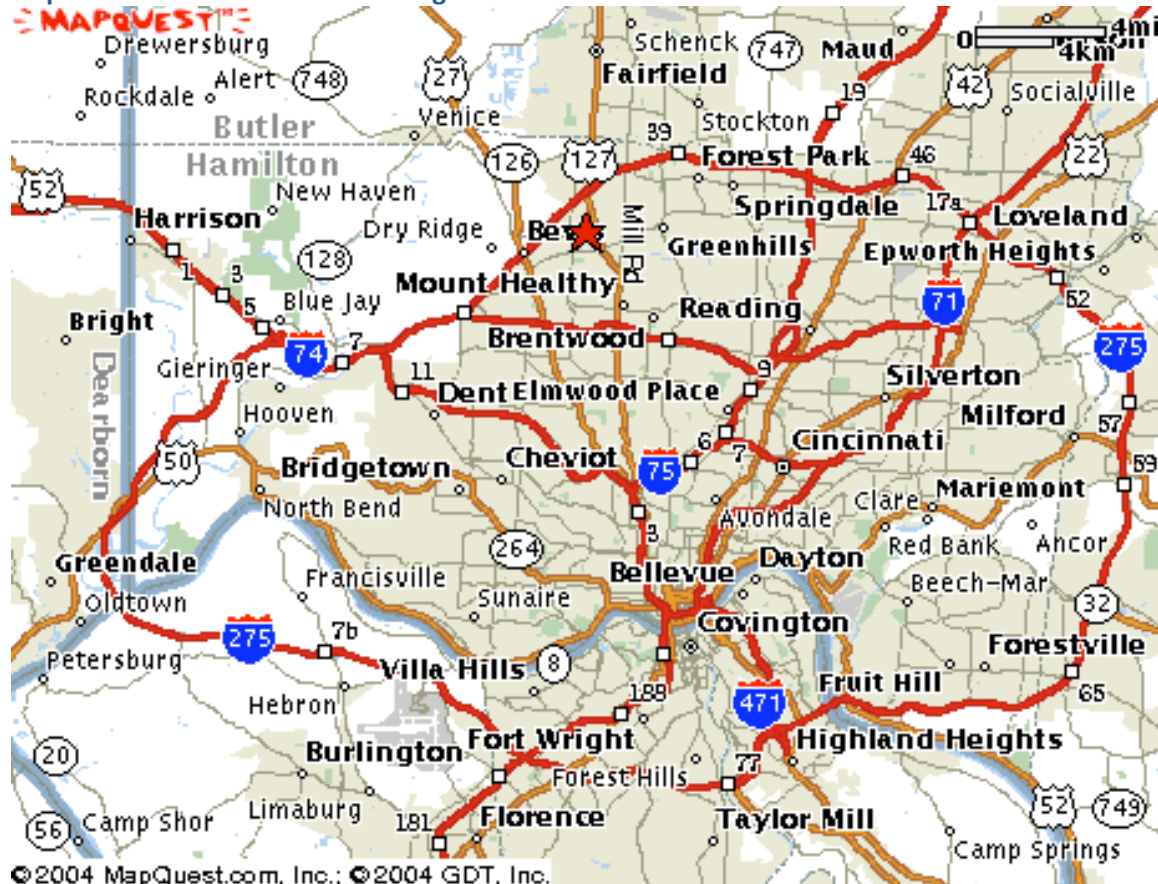 MAPQUEST
Drewersburg
Schenck
747
Maud
0
4mi
4km
Alert
748
27
Fairfield
19
42
Rockdale
Venice
Stockton
Socialville
Butler
39
Hamilton
126
127
Forest Park
46
22
52
New Haven
Springdale
17a
Harrison
Dry Ridge
Mill Rd
Loveland
Greenhills
Epworth Heights
128
1
3
Mount Healthy
5
Blue Jay
Reading
71
52
Bright
74
7
Brentwood
275
Gieringer
9
Dearborn
11
Dent
Elmwood Place
Silverton
Hooven
Milford
57
50
6
7
Cincinnati
Bridgetown
Cheviot
75
59
North Bend
Clare
Mariemont
3
Avondale
264
Red Bank
Ancor
Greendale
Dayton
Francisville
Bellevue
Beech-Mar
Oldtown
Sunaire
32
Covington
275
7b
Forestville
Petersburg
Villa Hills
8
Fruit Hill
65
Hebron
188
471
20
Burlington
Fort Wright
Highland Heights
Forest Hills
77
Limaburg
52
749
56
Camp Shor
181
Florence
Taylor Mill
Camp Springs
©2004 MapQuest.com, Inc.; ©2004 GDT, Inc.